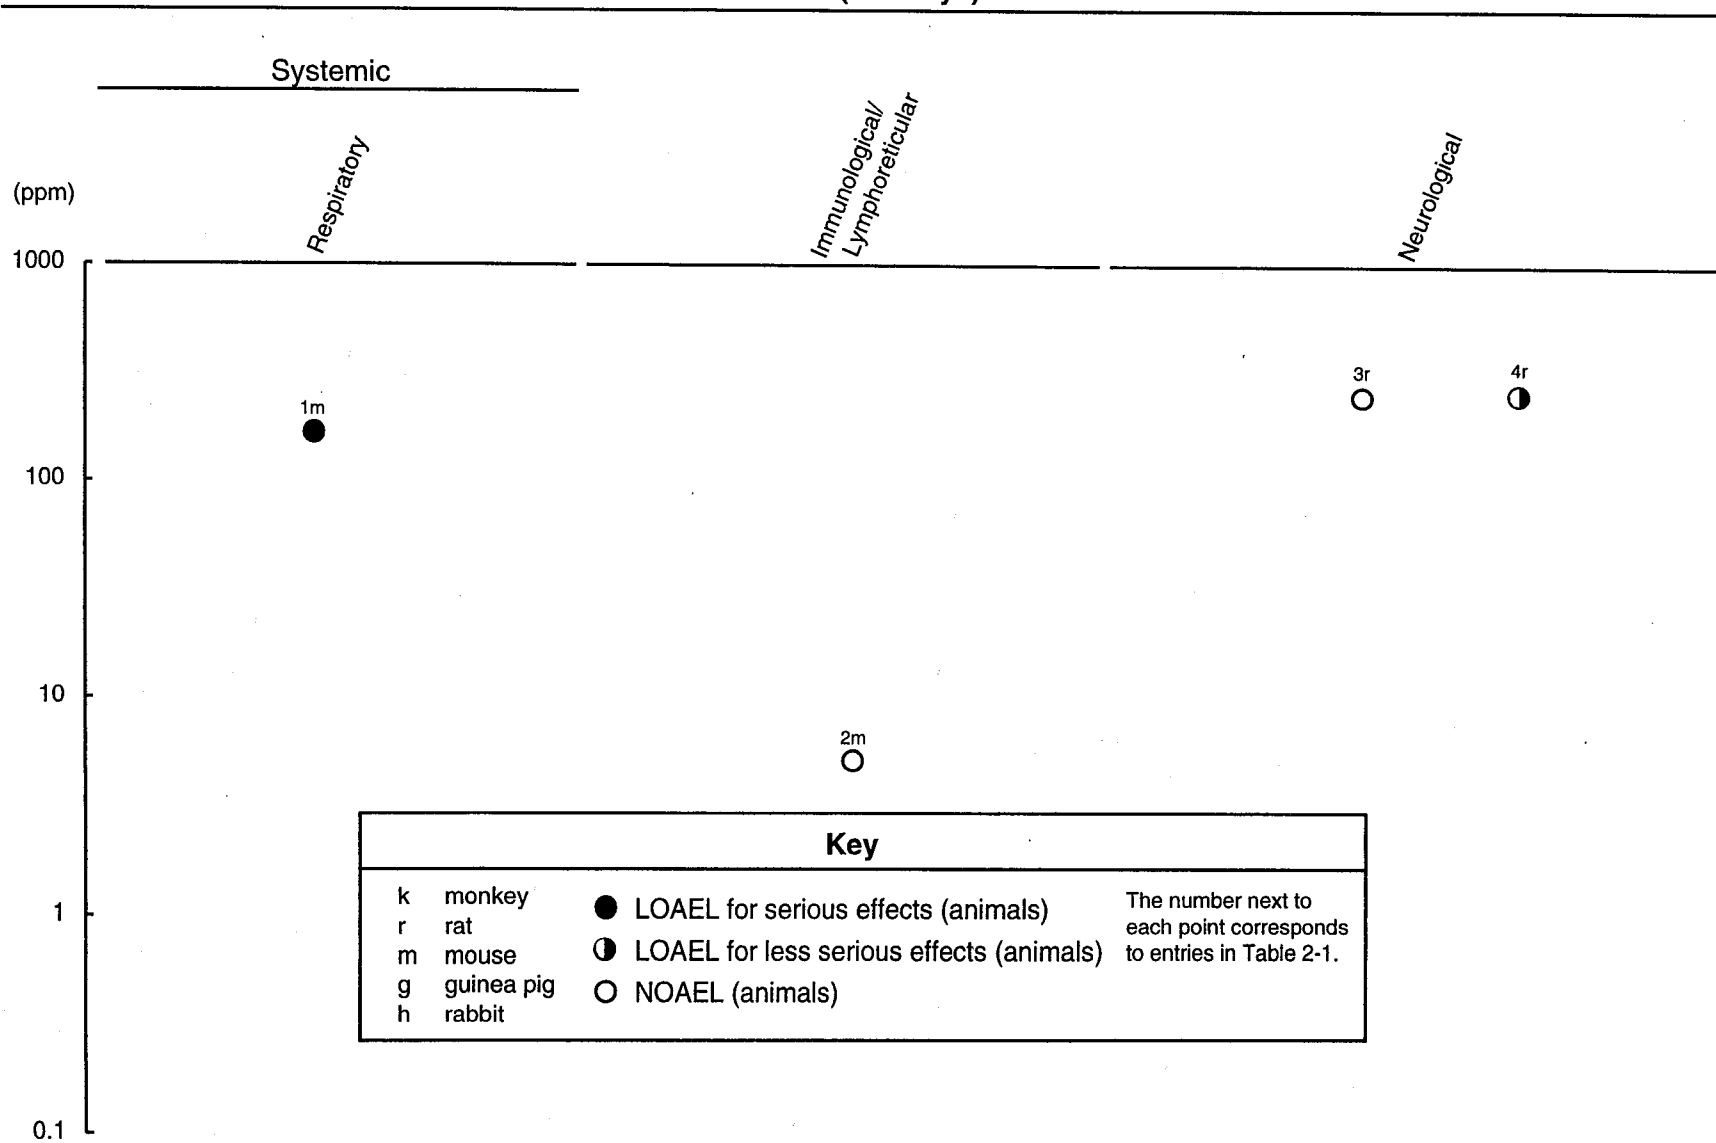 Systemic
Respiratory
Immunological/
Lymphoreticular
Neurological
(ppm)
1000
3r
4r
1m
100
10
2m
Key
k monkey
r rat
m mouse
g guinea pig
h rabbit
LOAEL for serious effects (animals)
LOAEL for less serious effects (animals)
NOAEL (animals)
The number next to
each point corresponds
to entries in Table 2-1.
1
0.1